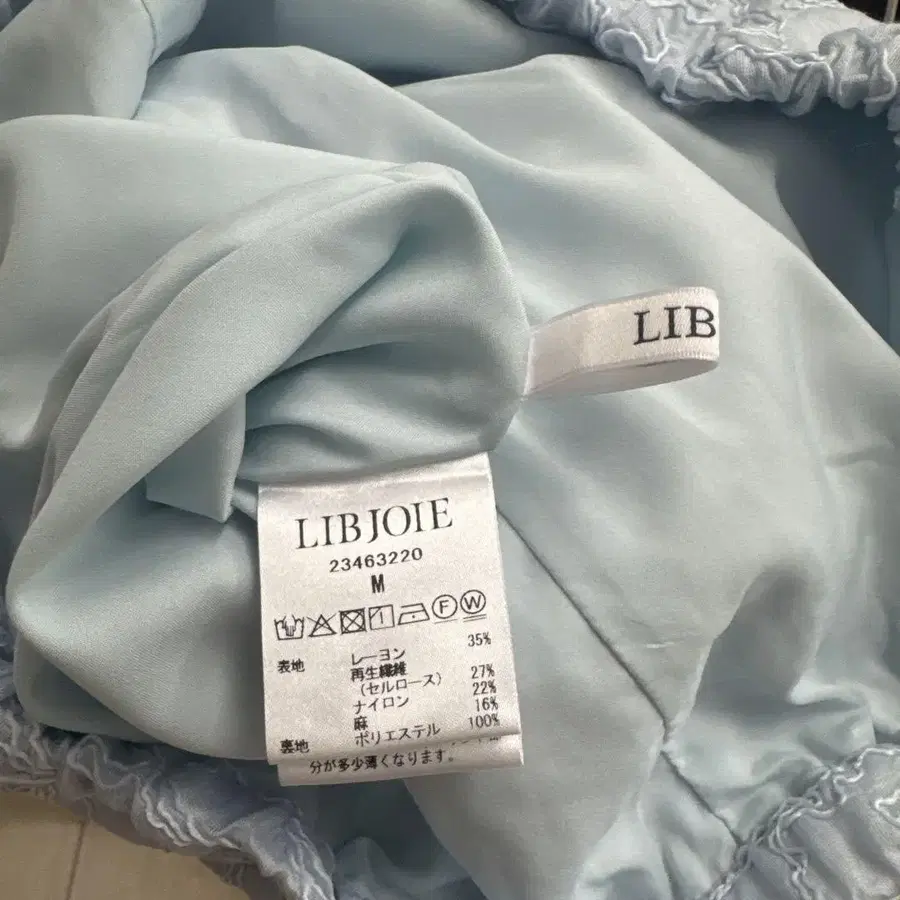 LIB
LIBJOIE
23463220
M
F W
表地 レーヨン 35%
再生繊維
(セルロース) 27%
ナイロン 22%
麻 16%
裏地 ポリエステル 100%
分が多少薄くなります。